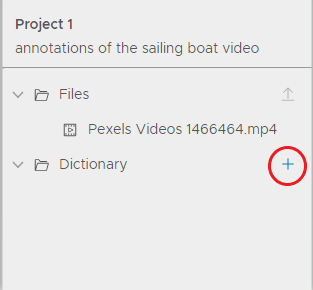 Project 1
annotations of the sailing boat video
Files
Pexels Videos 1466464.mp4
Dictionary